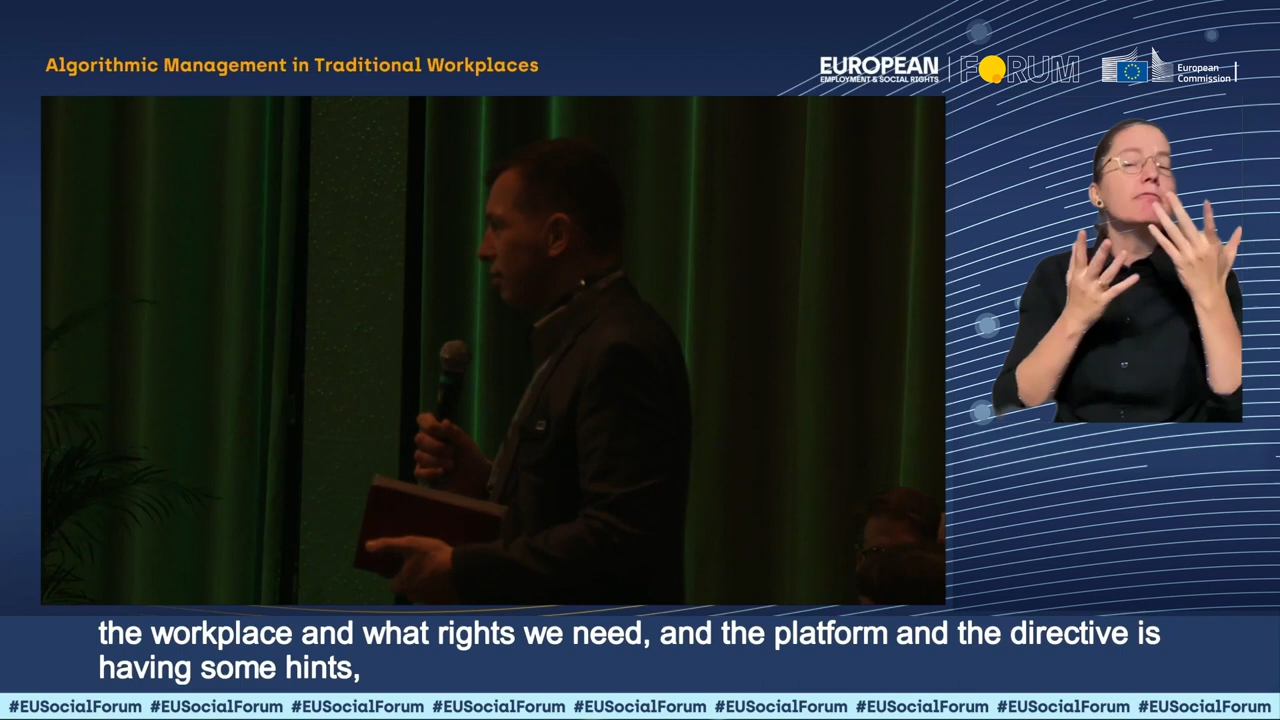 Algorithmic Management in Traditional Workplaces
EUROPEAN
EMPLOYMENT & SOCIAL RIGHTS
FORUM
European
Commission
the workplace and what rights we need, and the platform and the directive is
having some hints,
#EUSocialForum #EUSocialForum #EUSocialForum #EUSocialForum #EUSocialForum #EUSocialForum #EUSocialForum #EUSocialForum #EUSocialForum